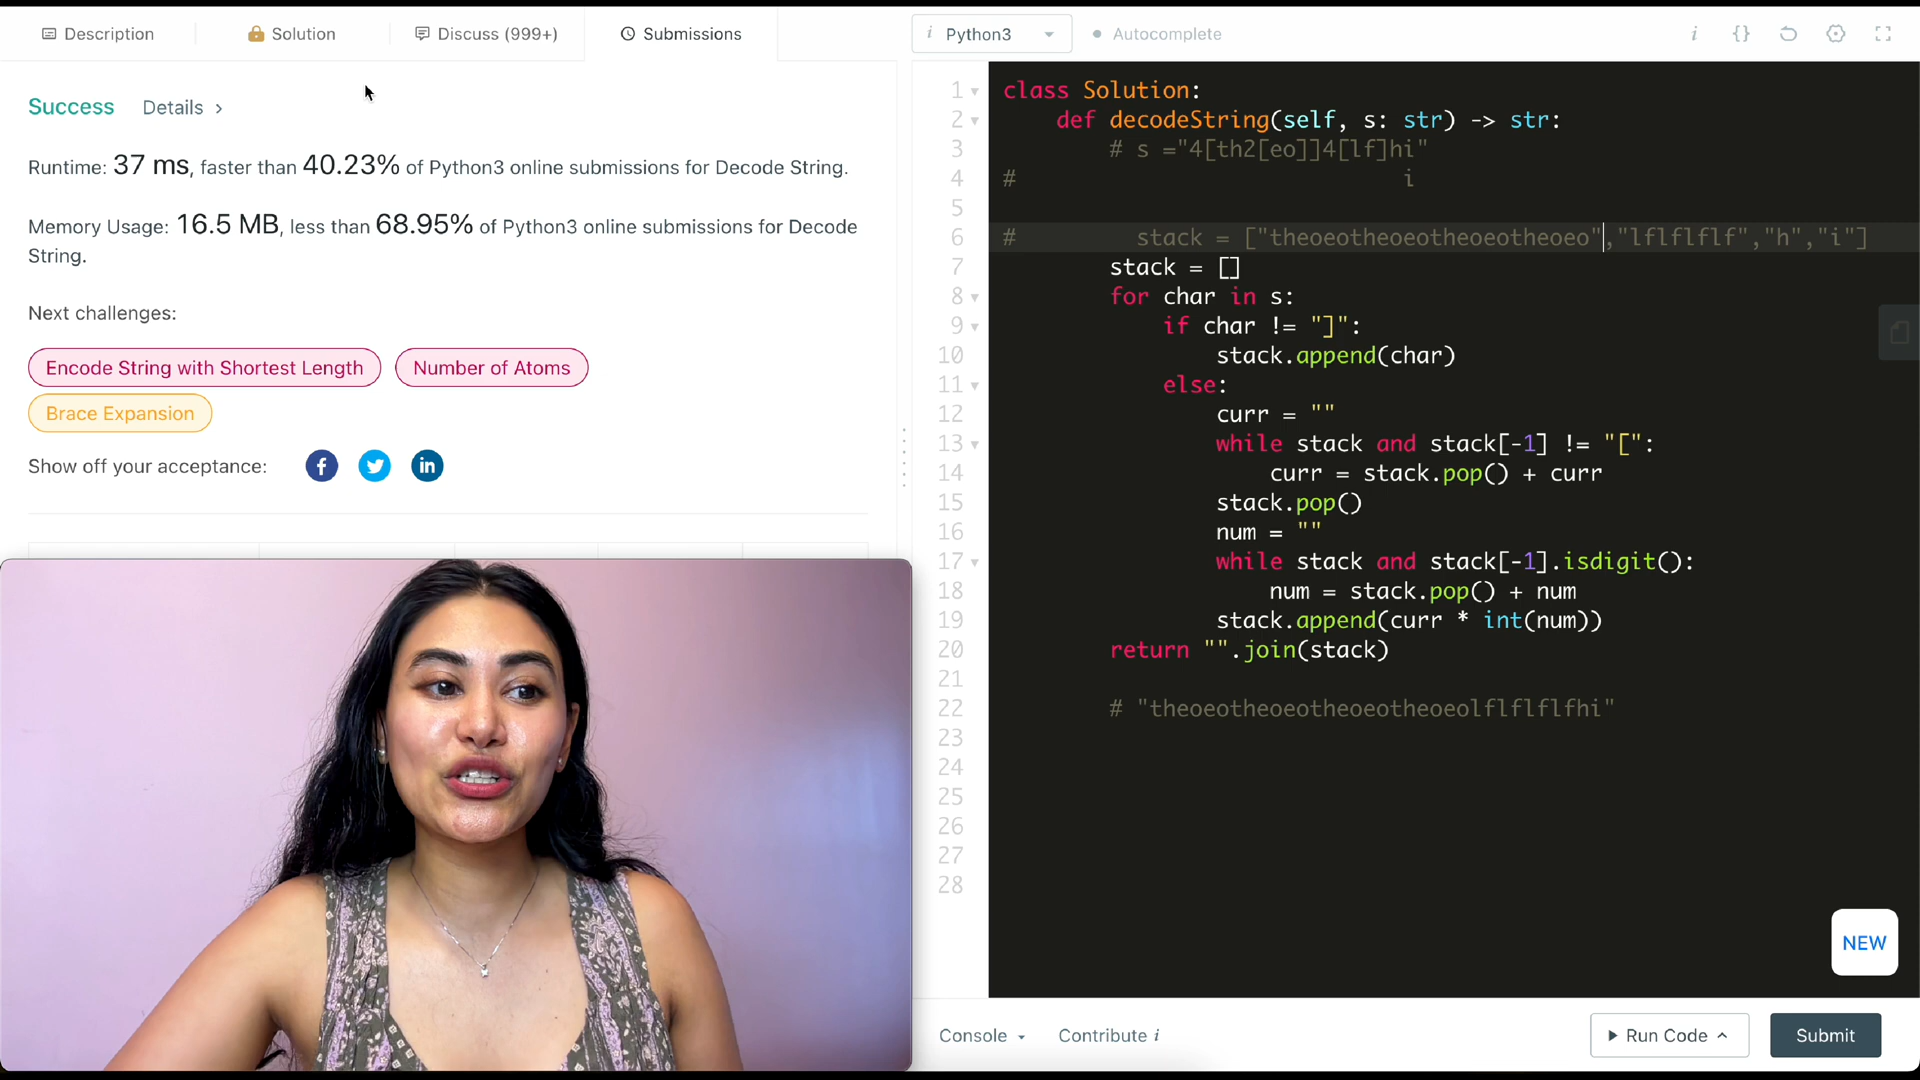 Description
Solution
Discuss (999+)
Submissions
i Python3
Autocomplete
i {}
Success Details >
Runtime: 37 ms, faster than 40.23% of Python3 online submissions for Decode String.
Memory Usage: 16.5 MB, less than 68.95% of Python3 online submissions for Decode
String.
Next challenges:
Encode String with Shortest Length
Number of Atoms
Brace Expansion
Show off your acceptance:
f
in
1 class Solution:
2 def decodeString(self, s: str) -> str:
3 # s ="4[th2[eo]]4[lf]hi"
4 # i
5
6 # stack = ["theoeotheoeotheoeotheoeo","lflflflf","h","i"]
7 stack = []
8 for char in s:
9 if char != "]":
10 stack.append(char)
11 else:
12 curr = ""
13 while stack and stack[-1] != "[":
14 curr = stack.pop() + curr
15 stack.pop()
16 num = ""
17 while stack and stack[-1].isdigit():
18 num = stack.pop() + num
19 stack.append(curr * int(num))
20 return "".join(stack)
21
22 # "theoeotheoeotheoeotheoeolflflflfhi"
23
24
25
26
27
28
NEW
Console
Contribute i
Run Code
Submit